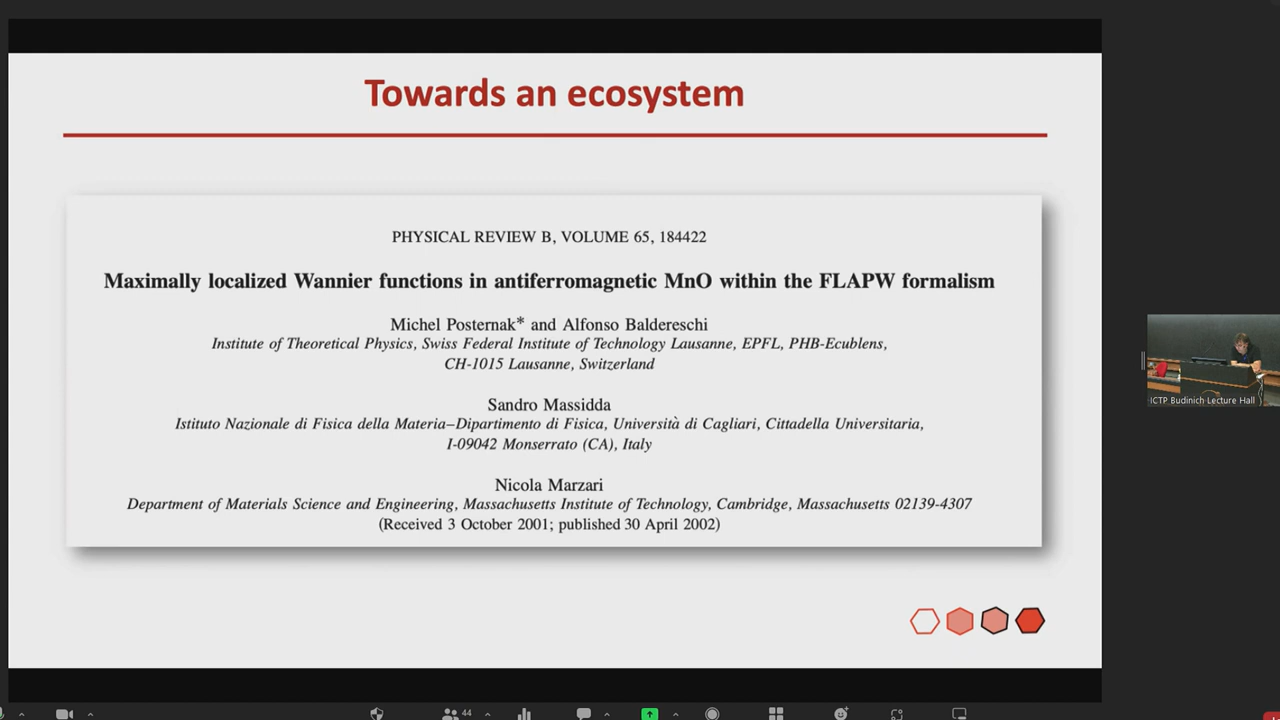 Towards an ecosystem
PHYSICAL REVIEW B, VOLUME 65, 184422
Maximally localized Wannier functions in antiferromagnetic MnO within the FLAPW formalism
Michel Posternak* and Alfonso Baldereschi
Institute of Theoretical Physics, Swiss Federal Institute of Technology Lausanne, EPFL, PHB-Ecublens,
CH-1015 Lausanne, Switzerland
Sandro Massidda
Istituto Nazionale di Fisica della Materia–Dipartimento di Fisica, Università di Cagliari, Cittadella Universitaria,
I-09042 Monserrato (CA), Italy
Nicola Marzari
Department of Materials Science and Engineering, Massachusetts Institute of Technology, Cambridge, Massachusetts 02139-4307
(Received 3 October 2001; published 30 April 2002)
ICTP Budinich Lecture Hall
44